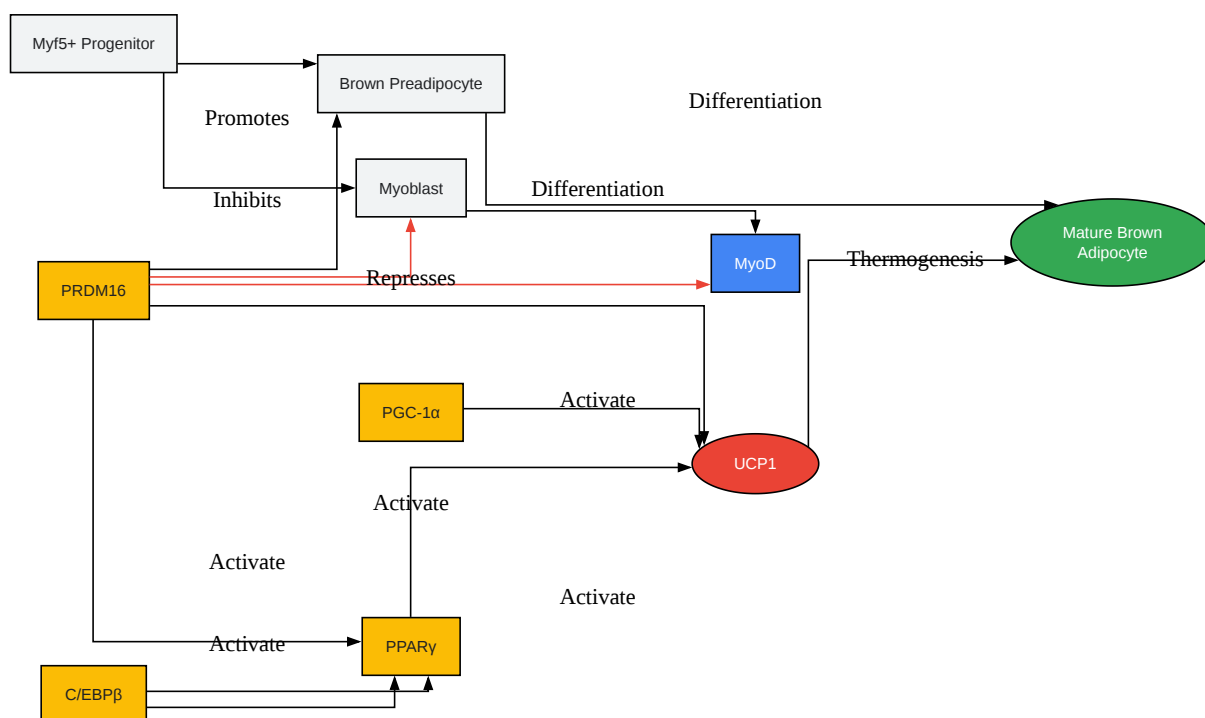 Myf5+ Progenitor
Brown Preadipocyte
Differentiation
Promotes
Myoblast
Differentiation
Inhibits
Mature Brown
Adipocyte
MyoD
Thermogenesis
Represses
PRDM16
Activate
PGC-1α
UCP1
Activate
Activate
Activate
Activate
PPARγ
C/EBPβ